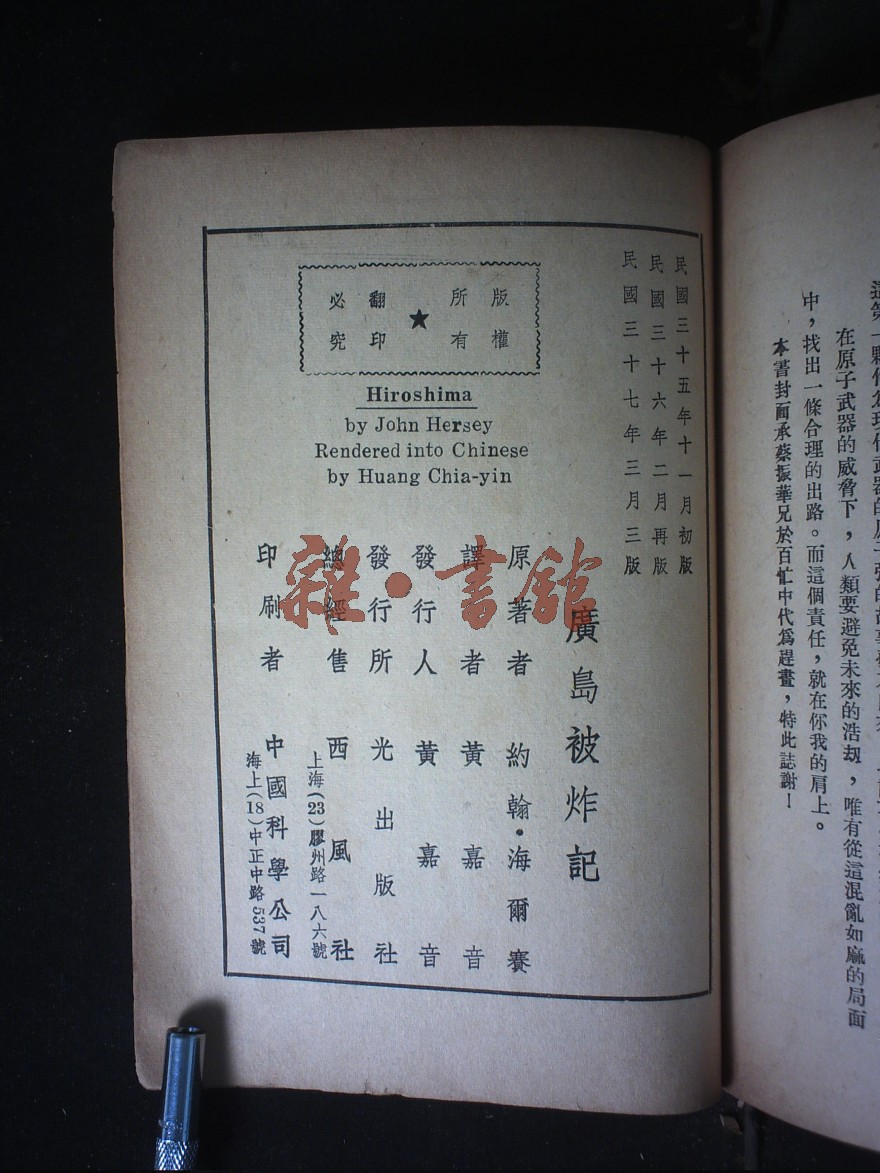 這第一顆
在原子武器的威脅下，人類要避免未來的浩劫，唯有從這混亂如麻的局面
中，找出一條合理的出路。而這個責任，就在你我的肩上。
本書封面承蔡振華兄於百忙中代爲趕畫，特此誌謝！
民國三十五年十一月初版
民國三十六年二月再版
民國三十七年三月三版
版權所有★翻印必究
Hiroshima
by John Hersey
Rendered into Chinese
by Huang Chia-yin
廣島被炸記
原著者 約翰·海爾賽
譯者 黃嘉音
發行人 黃嘉音
發行所 光出版社
總經售 西風社
上海(23)膠州路一八六號
印刷者 中國科學公司
海上(18)中正中路537號
雜·書館